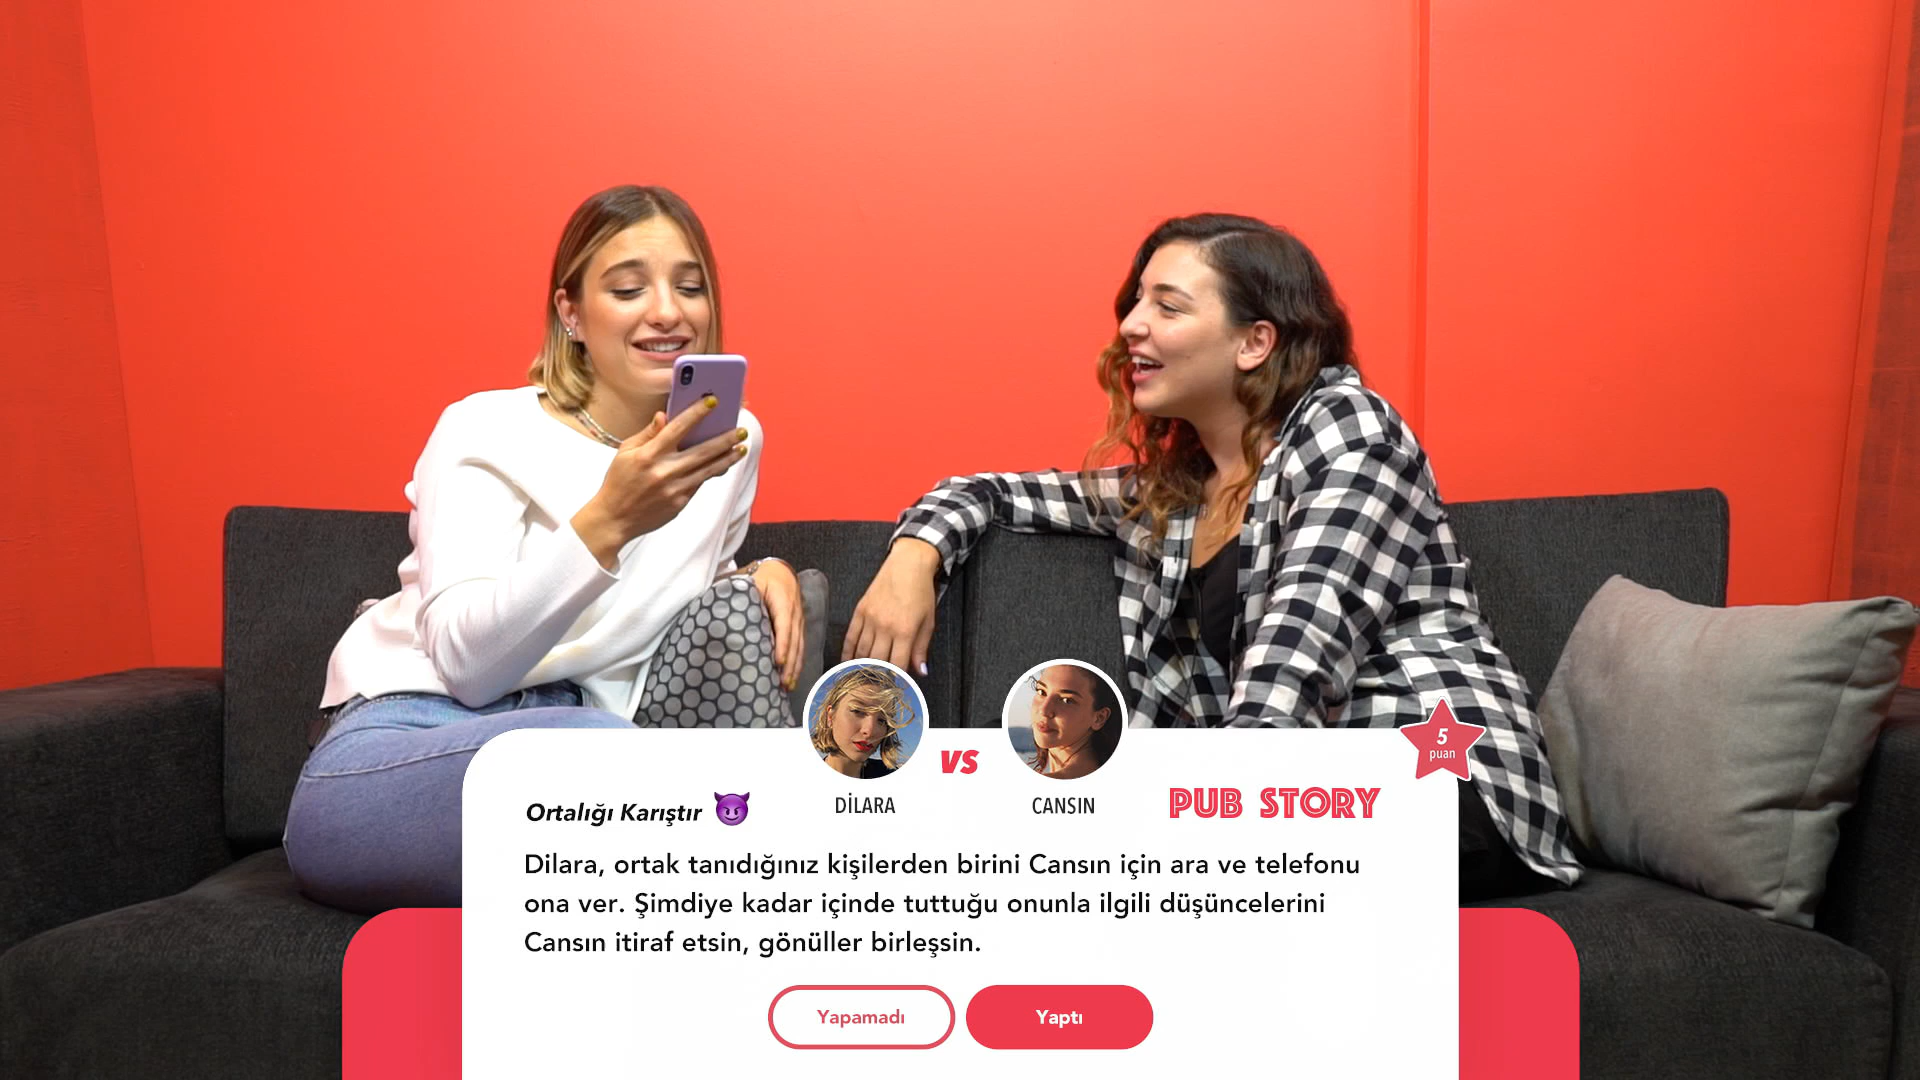 5
puan
VS
DİLARA
CANSIN
PUB STORY
Ortalığı Karıştır
Dilara, ortak tanıdığınız kişilerden birini Cansın için ara ve telefonu
ona ver. Şimdiye kadar içinde tuttuğu onunla ilgili düşüncelerini
Cansın itiraf etsin, gönüller birleşsin.
Yapamadı
Yaptı